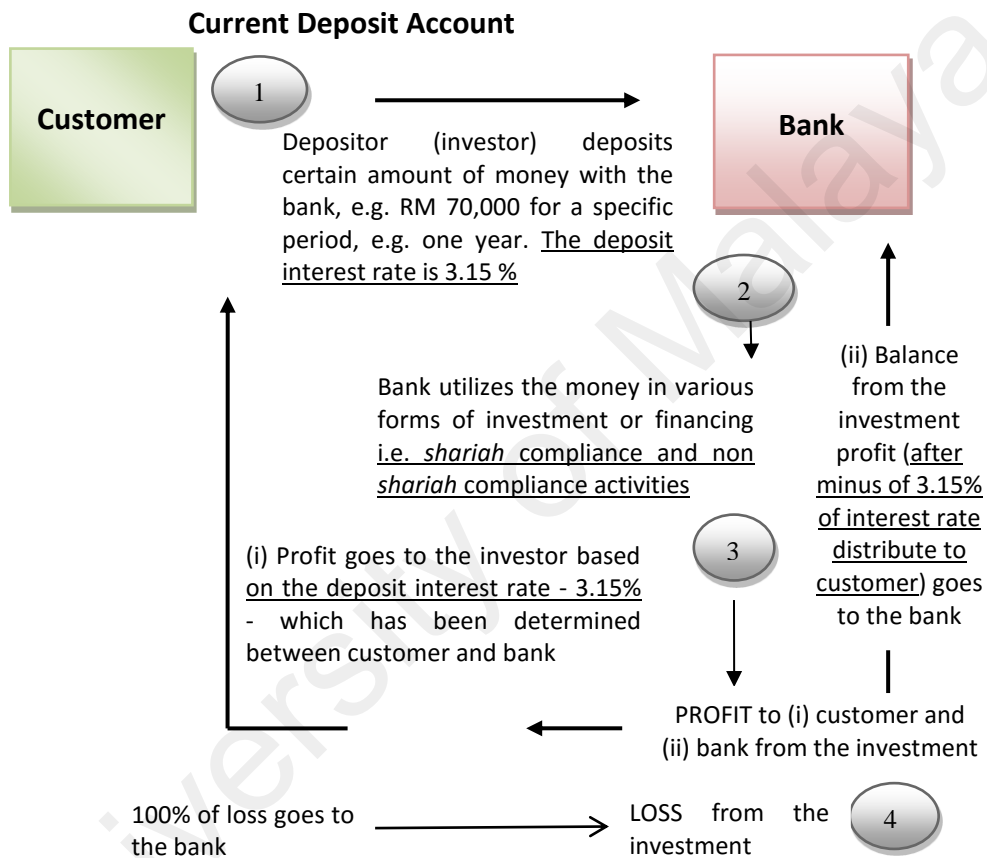 Current Deposit Account
Customer
1
Bank
Depositor (investor) deposits
certain amount of money with the
bank, e.g. RM 70,000 for a specific
period, e.g. one year. The deposit
interest rate is 3.15 %
2
Bank utilizes the money in various
forms of investment or financing
i.e. shariah compliance and non
shariah compliance activities
(ii) Balance
from the
investment
profit (after
minus of 3.15%
of interest rate
distribute to
customer) goes
to the bank
3
(i) Profit goes to the investor based
on the deposit interest rate - 3.15%
- which has been determined
between customer and bank
PROFIT to (i) customer and
(ii) bank from the investment
100% of loss goes to
the bank
LOSS from the
investment
4
iversity of Malaya